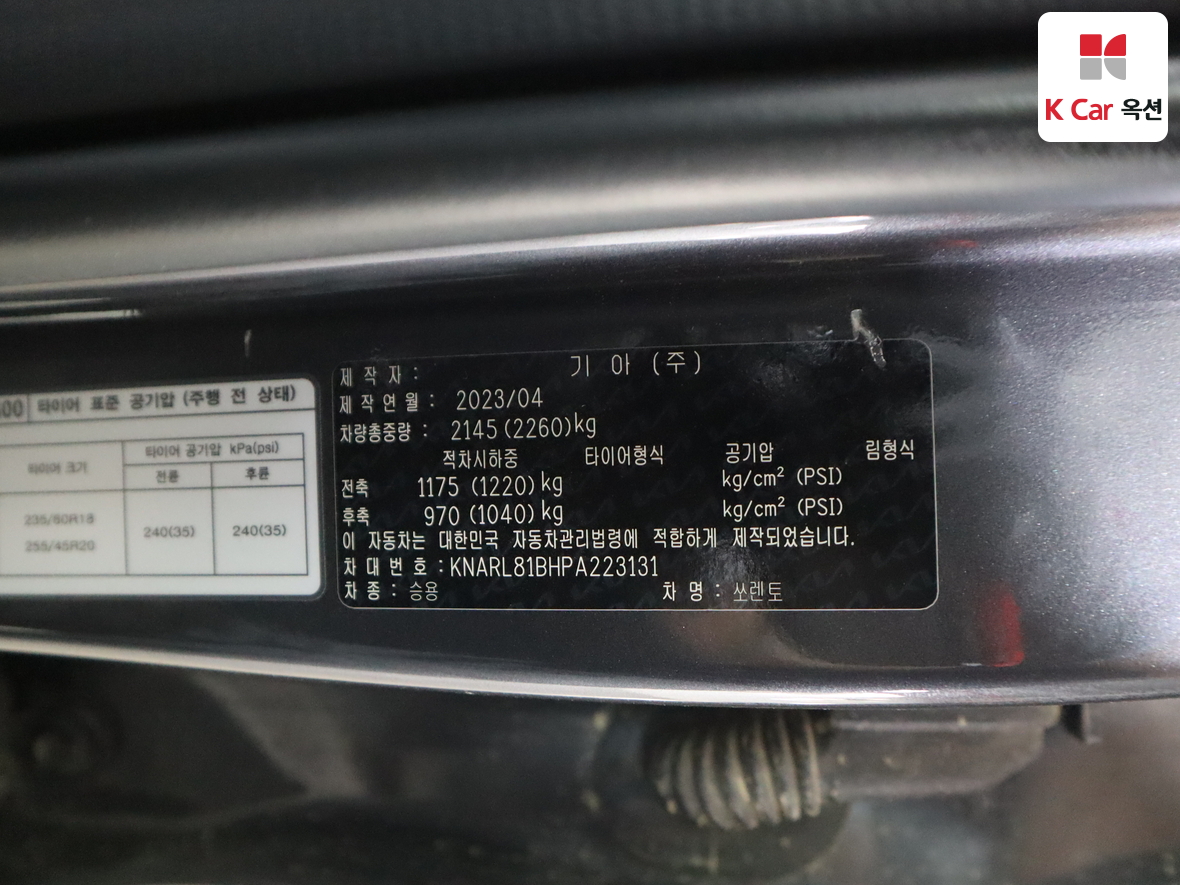 K Car 옥션
타이어 표준 공기압 (주행 전 상태)
타이어 크기
타이어 공기압 kPa(psi)
전륜 후륜
235/60R18
255/45R20
240(35) 240(35)
제작자 : 기아(주)
제작연월 : 2023/04
차량총중량 : 2145(2260)kg
적차시하중 타이어형식 공기압 림형식
전축 1175 (1220)kg kg/cm² (PSI)
후축 970 (1040)kg kg/cm² (PSI)
이 자동차는 대한민국 자동차관리법령에 적합하게 제작되었습니다.
차대번호 : KNARL81BHPA223131
차종 : 승용 차명 : 쏘렌토